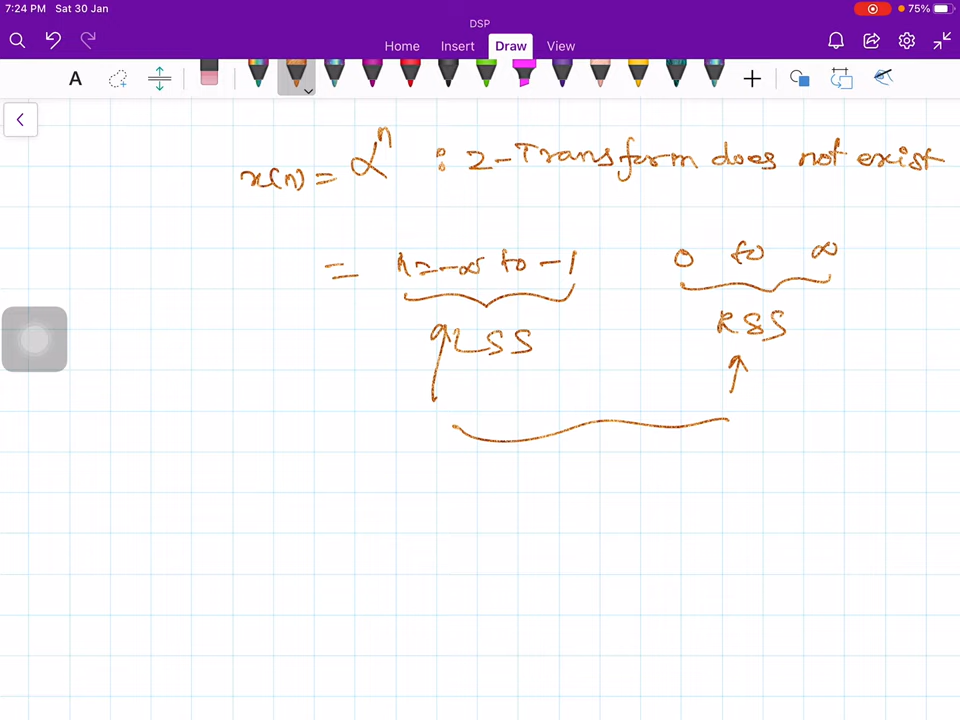 7:24 PM Sat 30 Jan
75%
DSP
Home Insert Draw View
A
x(n) = α^n : Z-Transform does not exist
= n=-∞ to -1 0 to ∞
LSS RSS